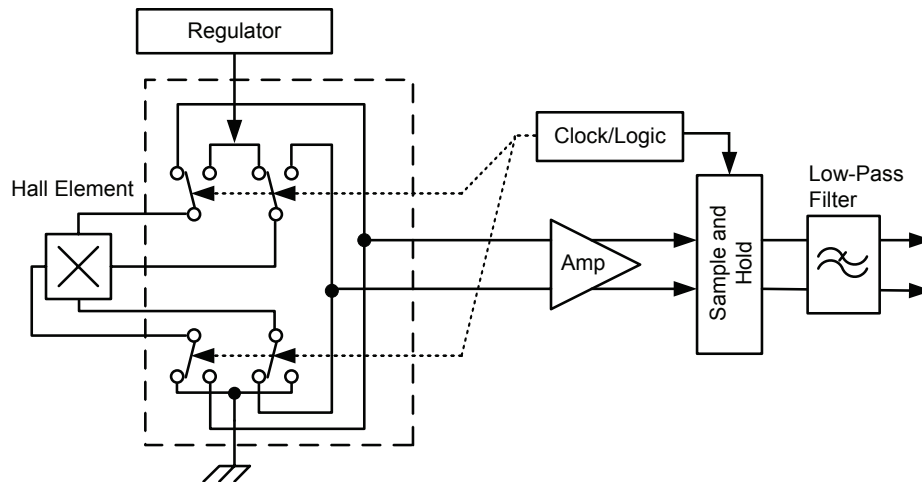 Regulator
Clock/Logic
Hall Element
Low-Pass
Filter
Amp
Sample and
Hold